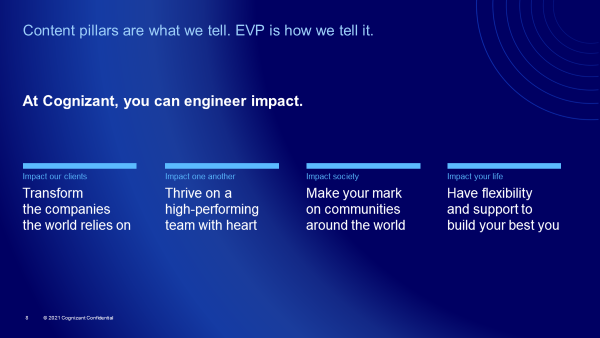 Content pillars are what we tell. EVP is how we tell it.
At Cognizant, you can engineer impact.
Impact our clients
Transform
the companies
the world relies on
Impact one another
Thrive on a
high-performing
team with heart
Impact society
Make your mark
on communities
around the world
Impact your life
Have flexibility
and support to
build your best you
8 © 2021 Cognizant Confidential